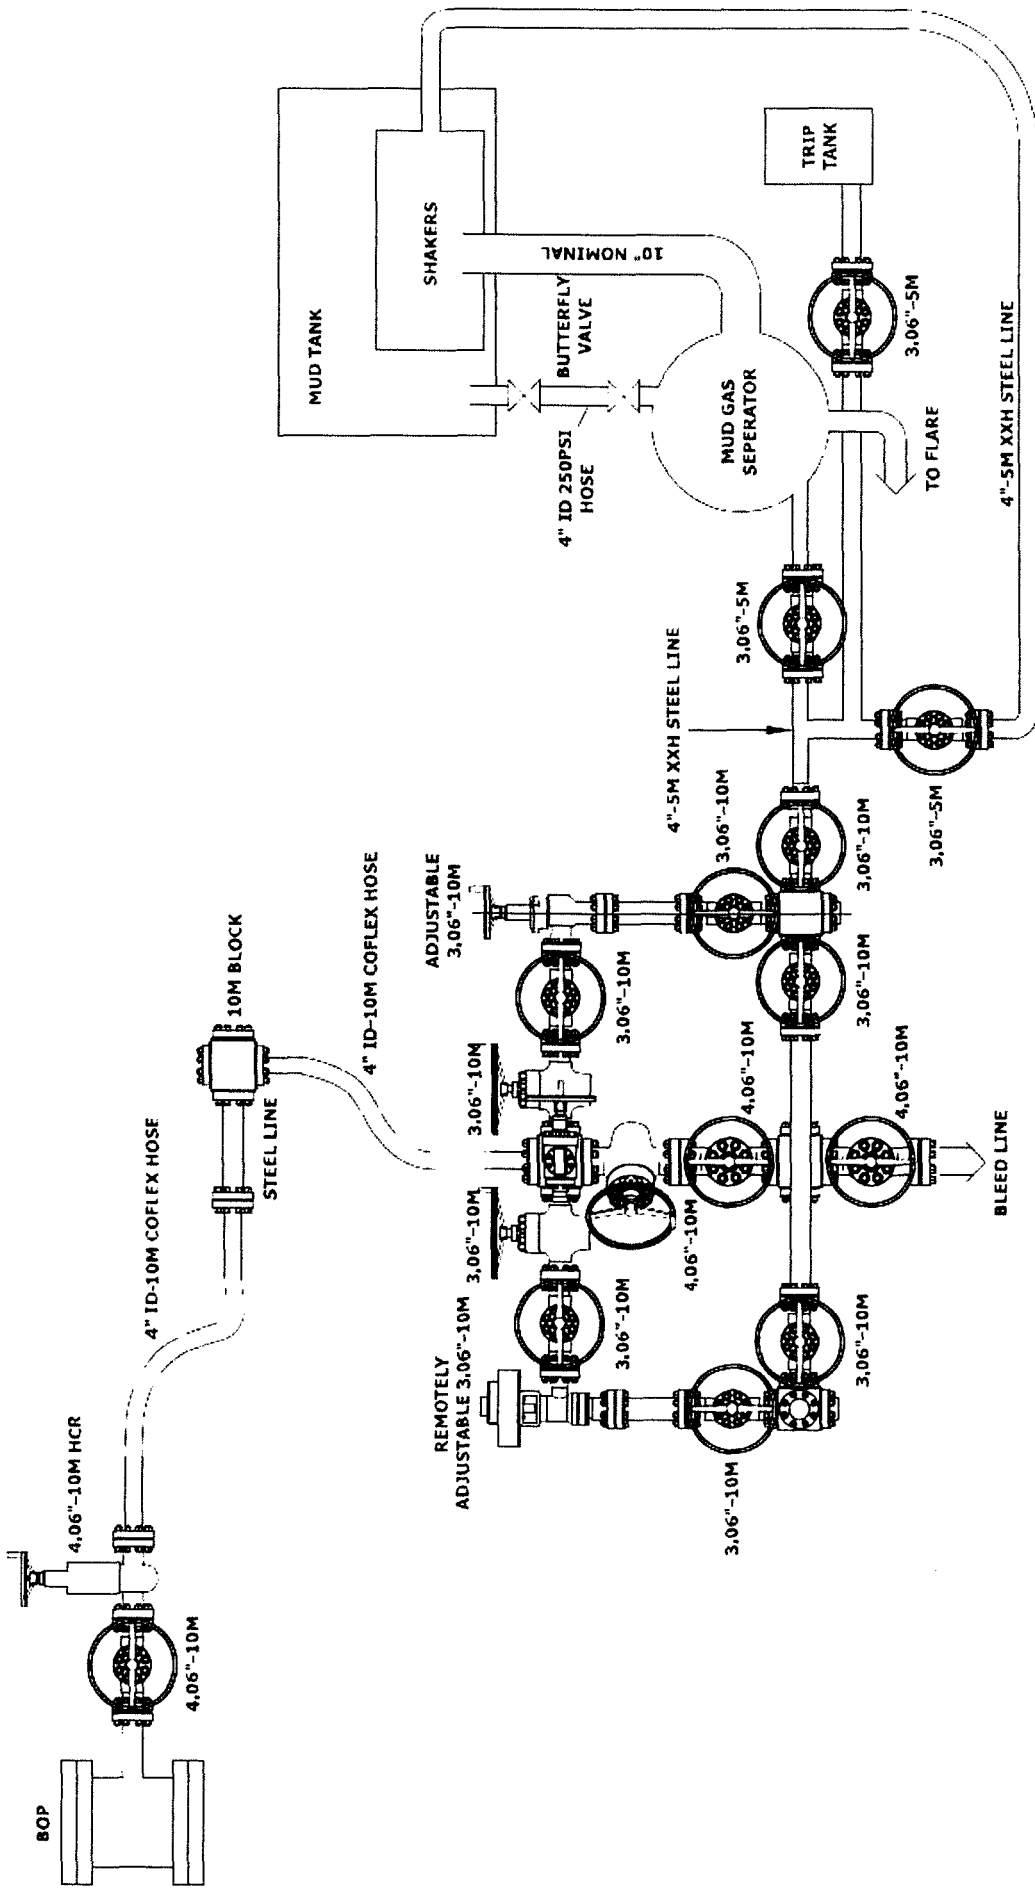 BOP
4.06"-10M
4.06"-10M HCR
4" ID-10M COFLEX HOSE
STEEL LINE
10M BLOCK
4" ID-10M COFLEX HOSE
REMOTELY
ADJUSTABLE 3.06"-10M
3.06"-10M
3.06"-10M
ADJUSTABLE
3.06"-10M
3.06"-10M
3.06"-10M
4.06"-10M
4.06"-10M
3.06"-10M
3.06"-10M
4.06"-10M
3.06"-10M
3.06"-10M
3.06"-10M
BLEED LINE
4"-5M XXH STEEL LINE
3.06"-5M
3.06"-5M
MUD TANK
SHAKERS
10" NOMINAL
BUTTERFLY
VALVE
4" ID 250PSI
HOSE
MUD GAS
SEPERATOR
TRIP
TANK
3.06"-5M
TO FLARE
4"-5M XXH STEEL LINE